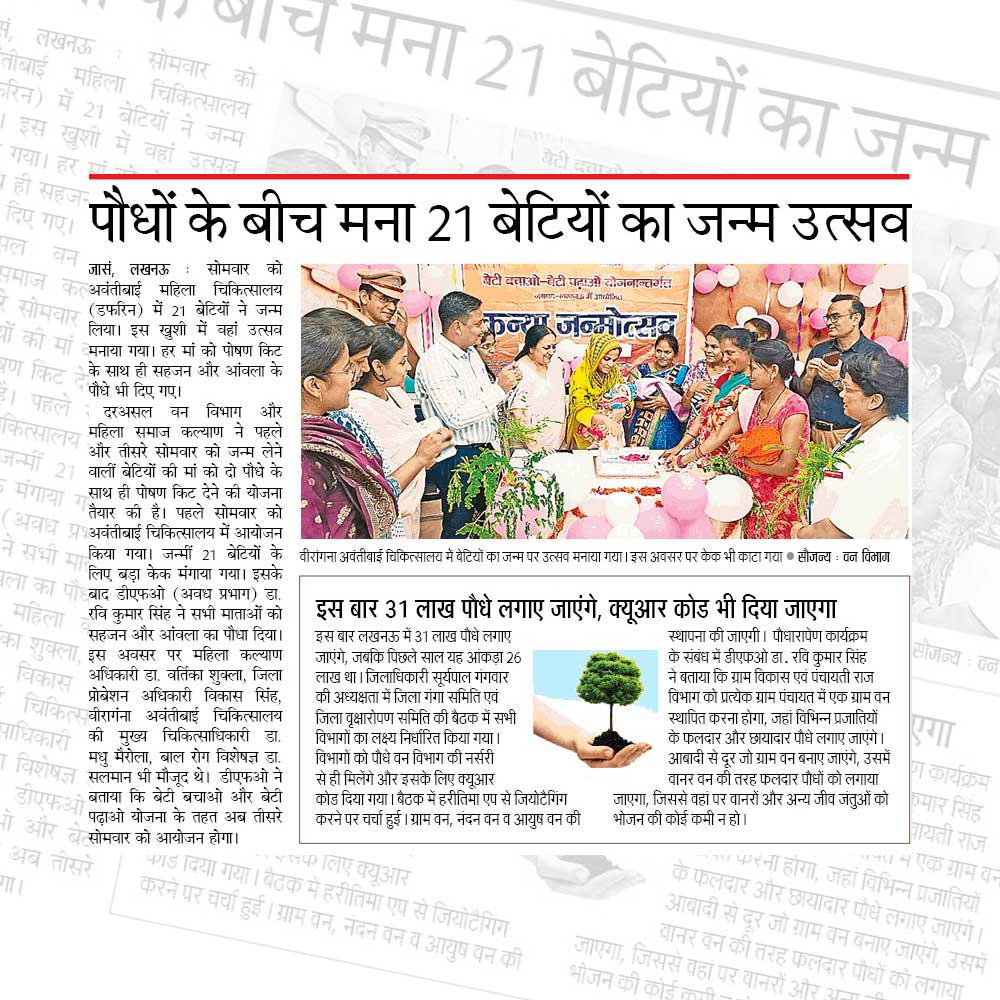 पौधों के बीच मना 21 बेटियों का जन्म उत्सव
जासं, लखनऊ : सोमवार को
अवंतीबाई महिला चिकित्सालय
(डफरिन) में 21 बेटियों ने जन्म
लिया। इस खुशी में वहां उत्सव
मनाया गया। हर मां को पोषण किट
के साथ ही सहजन और आंवला के
पौधे भी दिए गए।
दरअसल वन विभाग और
महिला समाज कल्याण ने पहले
और तीसरे सोमवार को जन्म लेने
वालीं बेटियों की मां को दो पौधे के
साथ ही पोषण किट देने की योजना
तैयार की है। पहले सोमवार को
अवंतीबाई चिकित्सालय में आयोजन
किया गया। जन्मीं 21 बेटियों के
लिए बड़ा केक मंगाया गया। इसके
बाद डीएफओ (अवध प्रभाग) डा.
रवि कुमार सिंह ने सभी माताओं को
सहजन और आंवला का पौधा दिया।
इस अवसर पर महिला कल्याण
अधिकारी डा. वर्तिका शुक्ला, जिला
प्रोबेशन अधिकारी विकास सिंह,
वीरागंना अवंतीबाई चिकित्सालय
की मुख्य चिकित्साधिकारी डा.
मधु मैरोला, बाल रोग विशेषज्ञ डा.
सलमान भी मौजूद थे। डीएफओ ने
बताया कि बेटी बचाओ और बेटी
पढ़ाओ योजना के तहत अब तीसरे
सोमवार को आयोजन होगा।
बेटी बचाओ-बेटी पढ़ाओ योजनान्तर्गत
जनपद-लखनऊ में आयोजित
कन्या जन्मोत्सव
वीरांगना अवंतीबाई चिकित्सालय में बेटियों का जन्म पर उत्सव मनाया गया। इस अवसर पर केक भी काटा गया ● सौजन्य : वन विभाग
इस बार 31 लाख पौधे लगाए जाएंगे, क्यूआर कोड भी दिया जाएगा
इस बार लखनऊ में 31 लाख पौधे लगाए
जाएंगे, जबकि पिछले साल यह आंकड़ा 26
लाख था। जिलाधिकारी सूर्यपाल गंगवार
की अध्यक्षता में जिला गंगा समिति एवं
जिला वृक्षारोपण समिति की बैठक में सभी
विभागों का लक्ष्य निर्धारित किया गया।
विभागों को पौधे वन विभाग की नर्सरी
से ही मिलेंगे और इसके लिए क्यूआर
कोड दिया गया। बैठक में हरीतिमा एप से जियोटैगिंग
करने पर चर्चा हुई। ग्राम वन, नंदन वन व आयुष वन की
स्थापना की जाएगी। पौधारापेण कार्यक्रम
के संबंध में डीएफओ डा. रवि कुमार सिंह
ने बताया कि ग्राम विकास एवं पंचायती राज
विभाग को प्रत्येक ग्राम पंचायत में एक ग्राम वन
स्थापित करना होगा, जहां विभिन्न प्रजातियों
के फलदार और छायादार पौधे लगाए जाएंगे।
आबादी से दूर जो ग्राम वन बनाए जाएंगे, उसमें
वानर वन की तरह फलदार पौधों को लगाया
जाएगा, जिससे वहां पर वानरों और अन्य जीव जंतुओं को
भोजन की कोई कमी न हो।